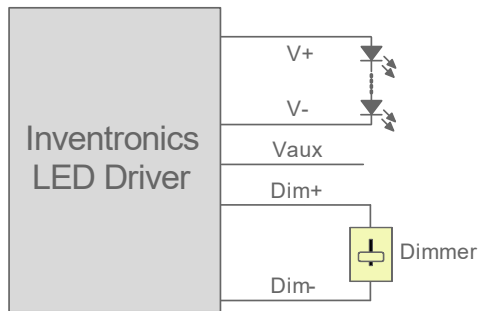 V+
V-
Inventronics
LED Driver
Vaux
Dim+
Dimmer
Dim-